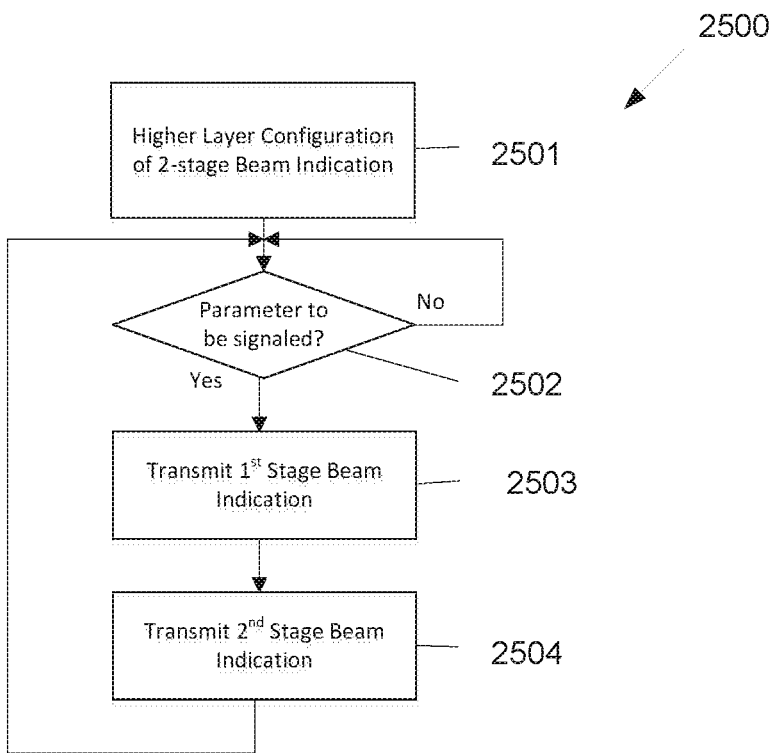 2500
Higher Layer Configuration
of 2-stage Beam Indication
2501
Parameter to
be signaled?
No
Yes
2502
Transmit 1st Stage Beam
Indication
2503
Transmit 2nd Stage Beam
Indication
2504